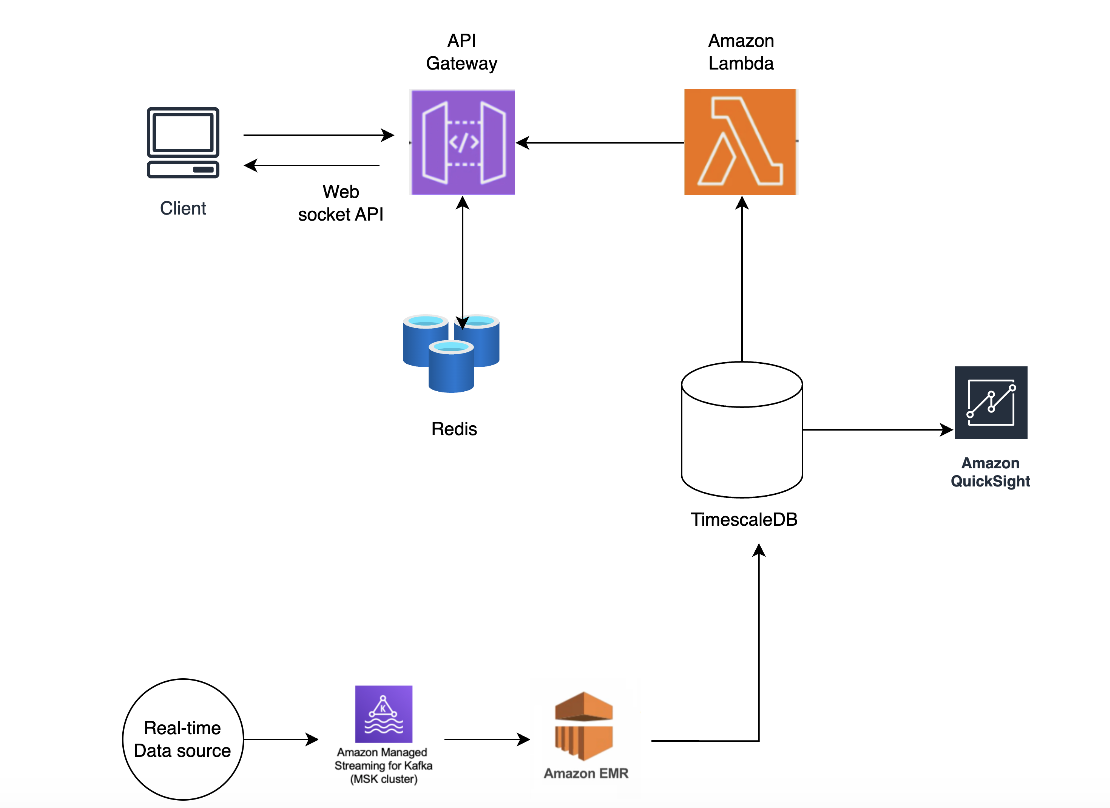 API
Gateway
Amazon
Lambda
</>
Client
Web
socket API
Redis
TimescaleDB
Amazon
QuickSight
Real-time
Data source
K
Amazon Managed
Streaming for Kafka
(MSK cluster)
Amazon EMR